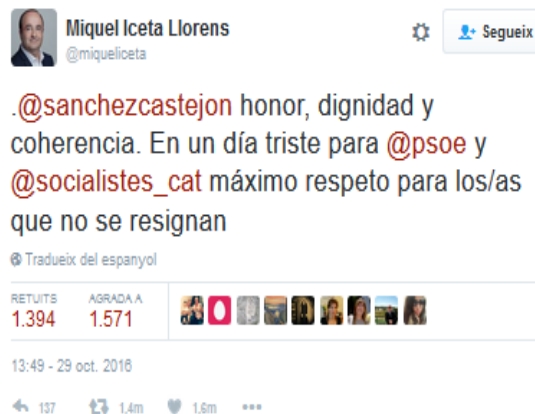 Miquel Iceta Llorens
@miqueliceta
Segueix
.@sanchezcastejon honor, dignidad y
coherencia. En un día triste para @psoe y
@socialistes_cat máximo respeto para los/as
que no se resignan
Tradueix del espanyol
RETUITS AGRADA A
1.394 1.571
13:49 - 29 oct. 2016
137 1,4m 1,6m